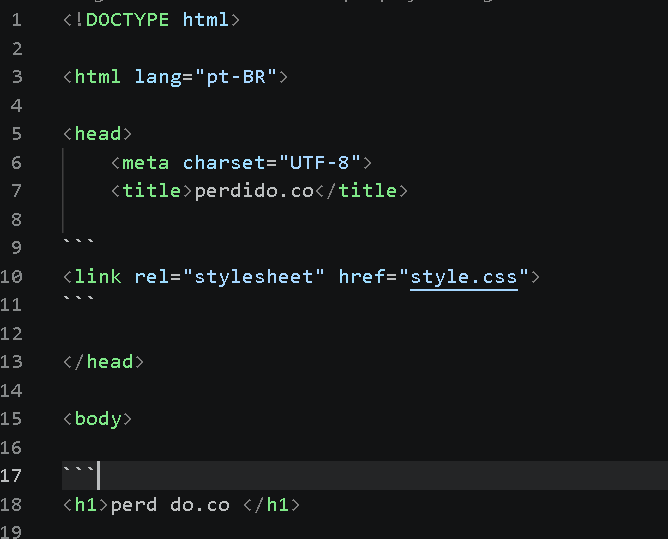 1 <!DOCTYPE html>
2
3 <html lang="pt-BR">
4
5 <head>
6     <meta charset="UTF-8">
7     <title>perdido.co</title>
8
9 ```
10 <link rel="stylesheet" href="style.css">
11 ```
12
13 </head>
14
15 <body>
16
17 ```
18 <h1>perd do.co </h1>
19